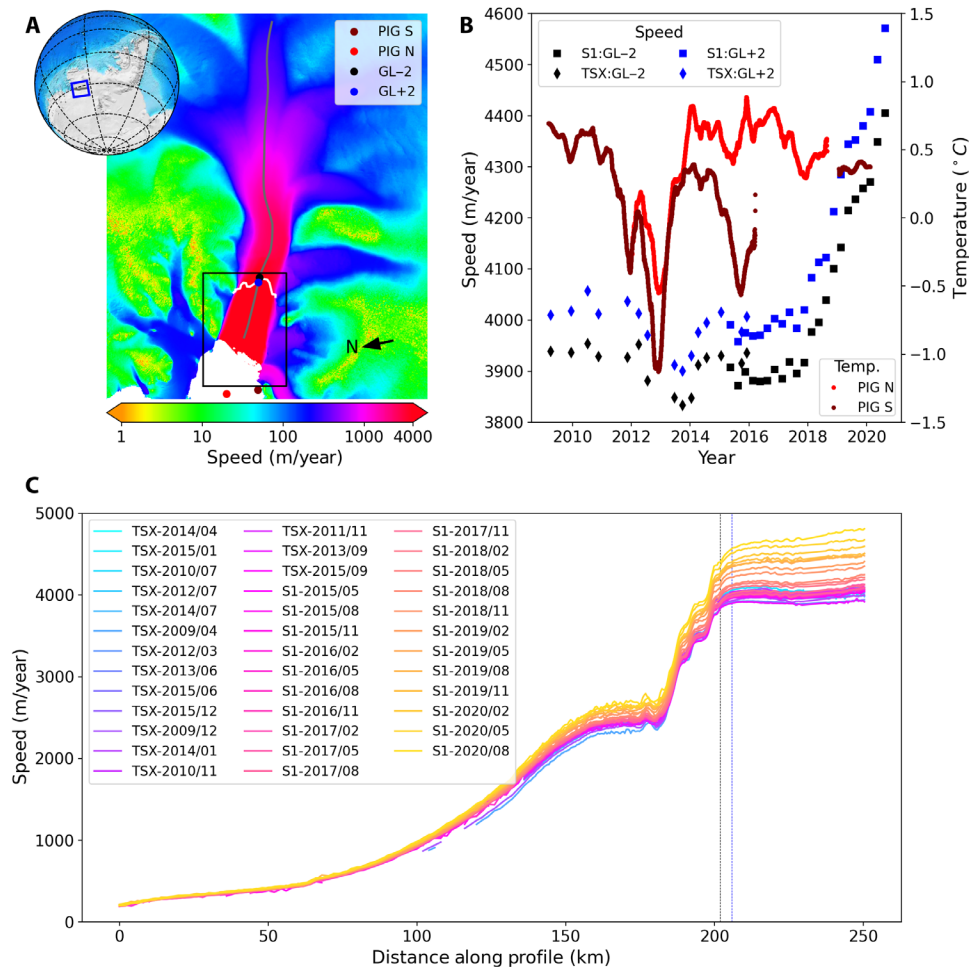 A
PIG S
PIG N
GL−2
GL+2
N
1 10 100 1000 4000
Speed (m/year)
B
4600
4500
4400
4300
4200
4100
4000
3900
3800
Speed
(m/year)
Speed
S1:GL−2 S1:GL+2
TSX:GL−2 TSX:GL+2
1.5
1.0
0.5
0.0
−0.5
−1.0
−1.5
Temperature (°C)
Temp.
PIG N
PIG S
2010 2012 2014 2016 2018 2020
Year
C
5000
4000
3000
2000
1000
0
Speed (m/year)
TSX-2014/04
TSX-2015/01
TSX-2010/07
TSX-2012/07
TSX-2014/07
TSX-2009/04
TSX-2012/03
TSX-2013/06
TSX-2015/06
TSX-2015/12
TSX-2009/12
TSX-2014/01
TSX-2010/11
TSX-2011/11
TSX-2013/09
TSX-2015/09
S1-2015/05
S1-2015/08
S1-2015/11
S1-2016/02
S1-2016/05
S1-2016/08
S1-2016/11
S1-2017/02
S1-2017/05
S1-2017/08
S1-2017/11
S1-2018/02
S1-2018/05
S1-2018/08
S1-2018/11
S1-2019/02
S1-2019/05
S1-2019/08
S1-2019/11
S1-2020/02
S1-2020/05
S1-2020/08
0 50 100 150 200 250
Distance along profile (km)